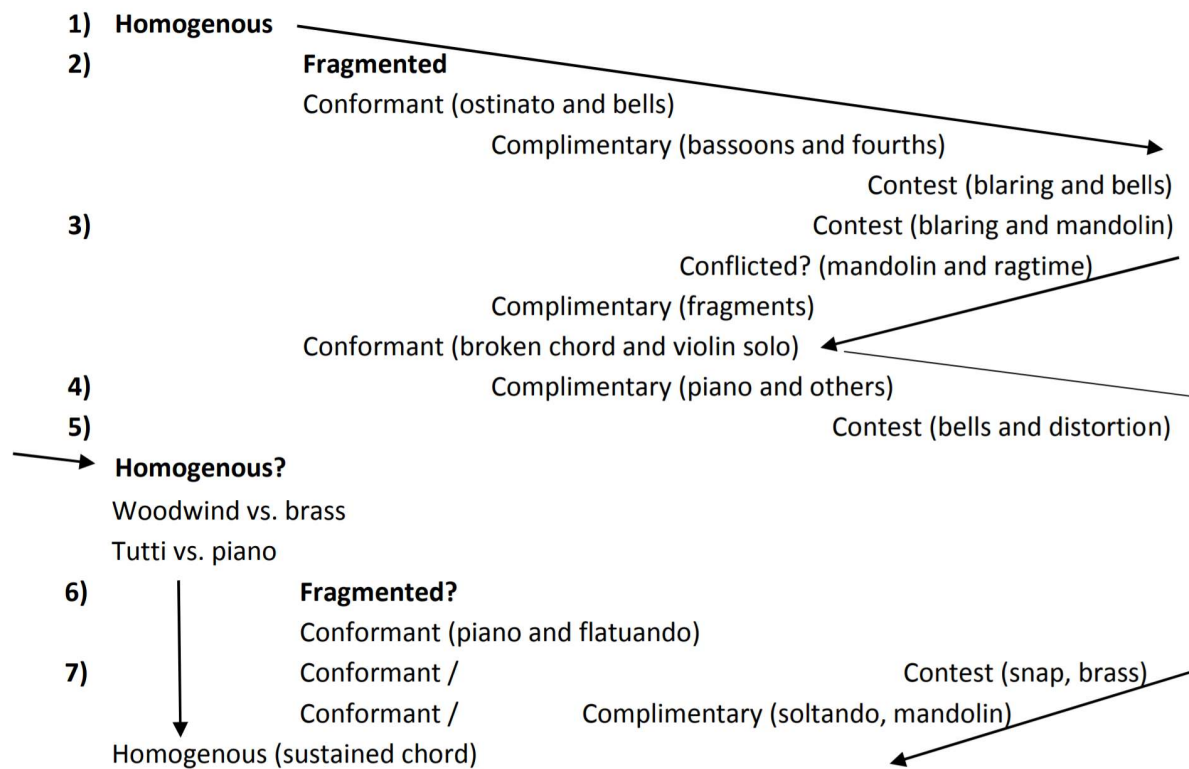 1) Homogenous
2) Fragmented
Conformant (ostinato and bells)
Complimentary (bassoons and fourths)
Contest (blaring and bells)
3) Contest (blaring and mandolin)
Conflicted? (mandolin and ragtime)
Complimentary (fragments)
Conformant (broken chord and violin solo)
4) Complimentary (piano and others)
5) Contest (bells and distortion)
Homogenous?
Woodwind vs. brass
Tutti vs. piano
6) Fragmented?
Conformant (piano and flatuando)
7) Conformant / Contest (snap, brass)
Conformant / Complimentary (soltando, mandolin)
Homogenous (sustained chord)